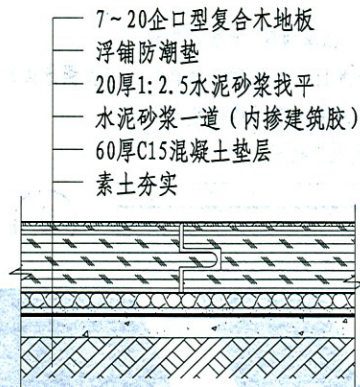 7~20企口型复合木地板
浮铺防潮垫
20厚1:2.5水泥砂浆找平
水泥砂浆一道（内掺建筑胶）
60厚C15混凝土垫层
素土夯实